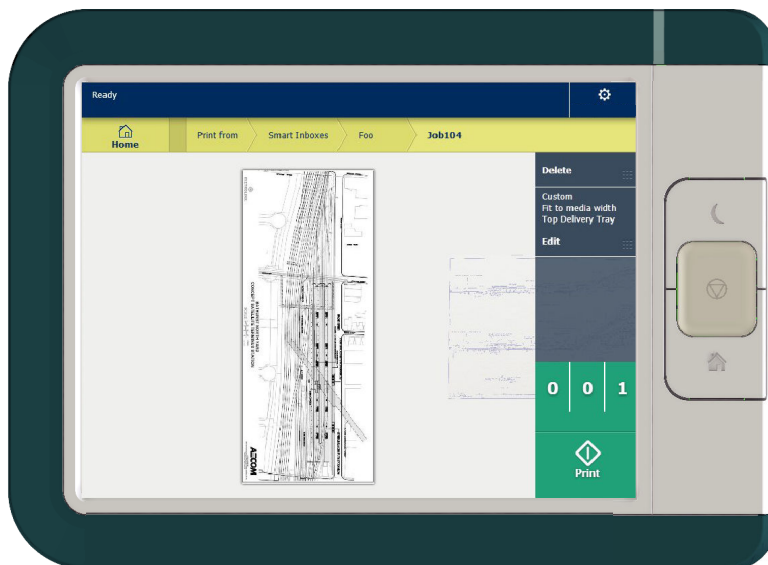 Ready
Home
Print from
Smart Inboxes
Foo
Job104
Delete
Custom
Fit to media width
Top Delivery Tray
Edit
0 0 1
Print
AECOM